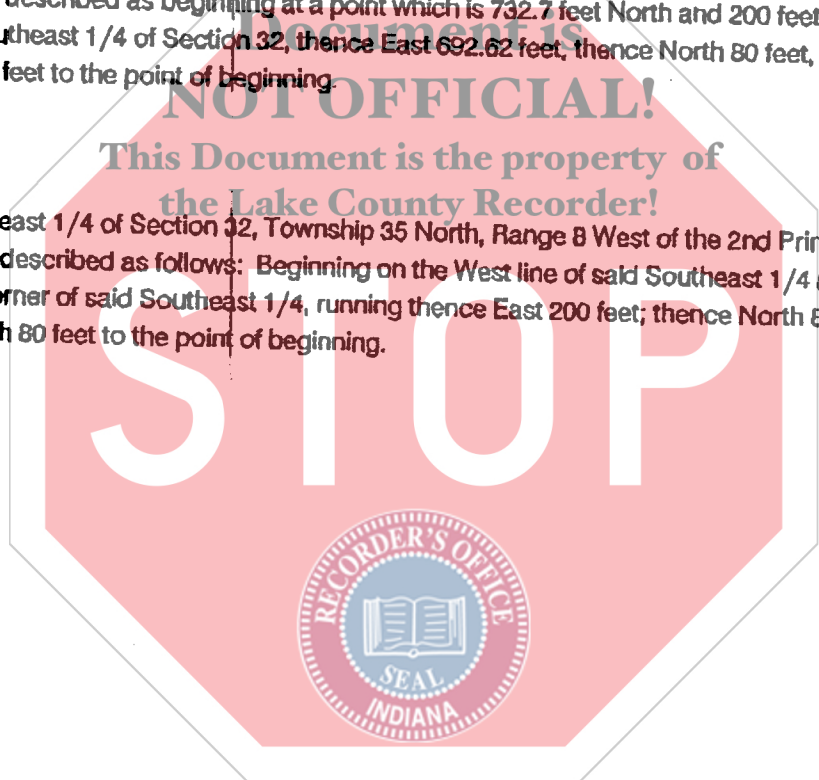 described as beginning at a point which is 732.7 feet North and 200 feet
Document is
utheast 1/4 of Section 32, thence East 692.62 feet, thence North 80 feet,
feet to the point of beginning.
NOT OFFICIAL!
This Document is the property of
the Lake County Recorder!
east 1/4 of Section 32, Township 35 North, Range 8 West of the 2nd Prin
described as follows: Beginning on the West line of said Southeast 1/4
orner of said Southeast 1/4, running thence East 200 feet; thence North 8
h 80 feet to the point of beginning.
STOP
RECORDER'S OFFICE
SEAL
INDIANA